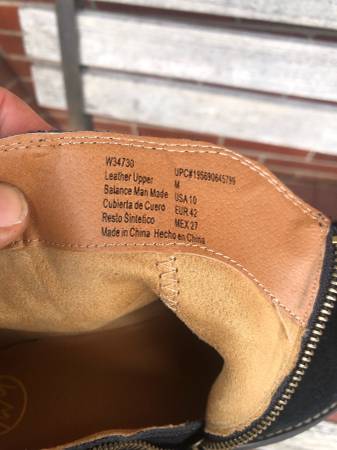 W34730 UPC#195690645799
Leather Upper M
Balance Man Made USA 10
Cubierta de Cuero EUR 42
Resto Sintetico MEX 27
Made in China Hecho en China